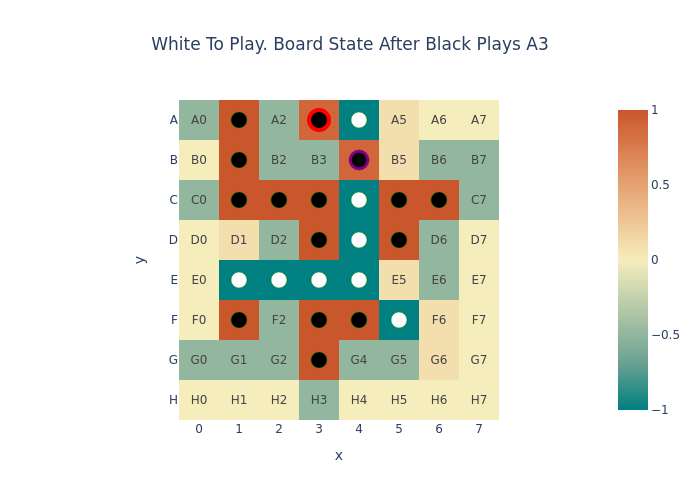 White To Play. Board State After Black Plays A3
A A0 A2 A5 A6 A7
B B0 B2 B3 B5 B6 B7
C C0 C7
D D0 D1 D2 D6 D7
E E0 E5 E6 E7
F F0 F2 F6 F7
G G0 G1 G2 G4 G5 G6 G7
H H0 H1 H2 H3 H4 H5 H6 H7
0 1 2 3 4 5 6 7
x
y
1
0.5
0
−0.5
−1